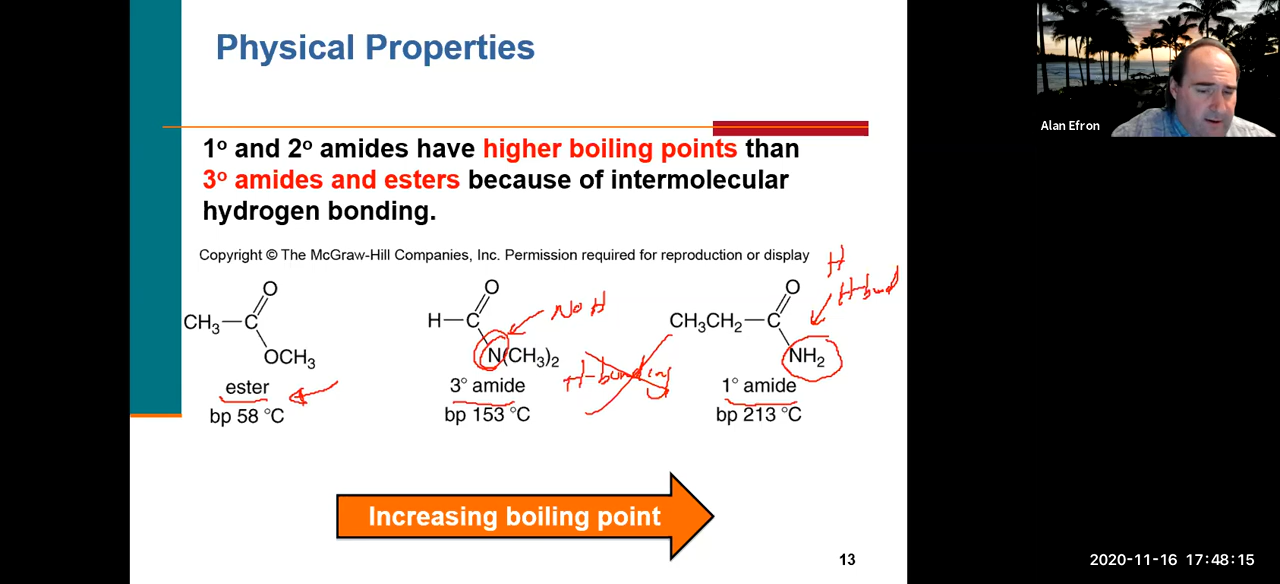 Physical Properties
Alan Efron
1º and 2º amides have higher boiling points than
3º amides and esters because of intermolecular
hydrogen bonding.
Copyright © The McGraw-Hill Companies, Inc. Permission required for reproduction or display
H
H-bond
O
CH₃—C
OCH₃
ester
bp 58 °C
O
No H
H—C
N(CH₃)₂
H-bonding
3° amide
bp 153 °C
O
CH₃CH₂—C
NH₂
1° amide
bp 213 °C
Increasing boiling point
13
2020-11-16 17:48:15